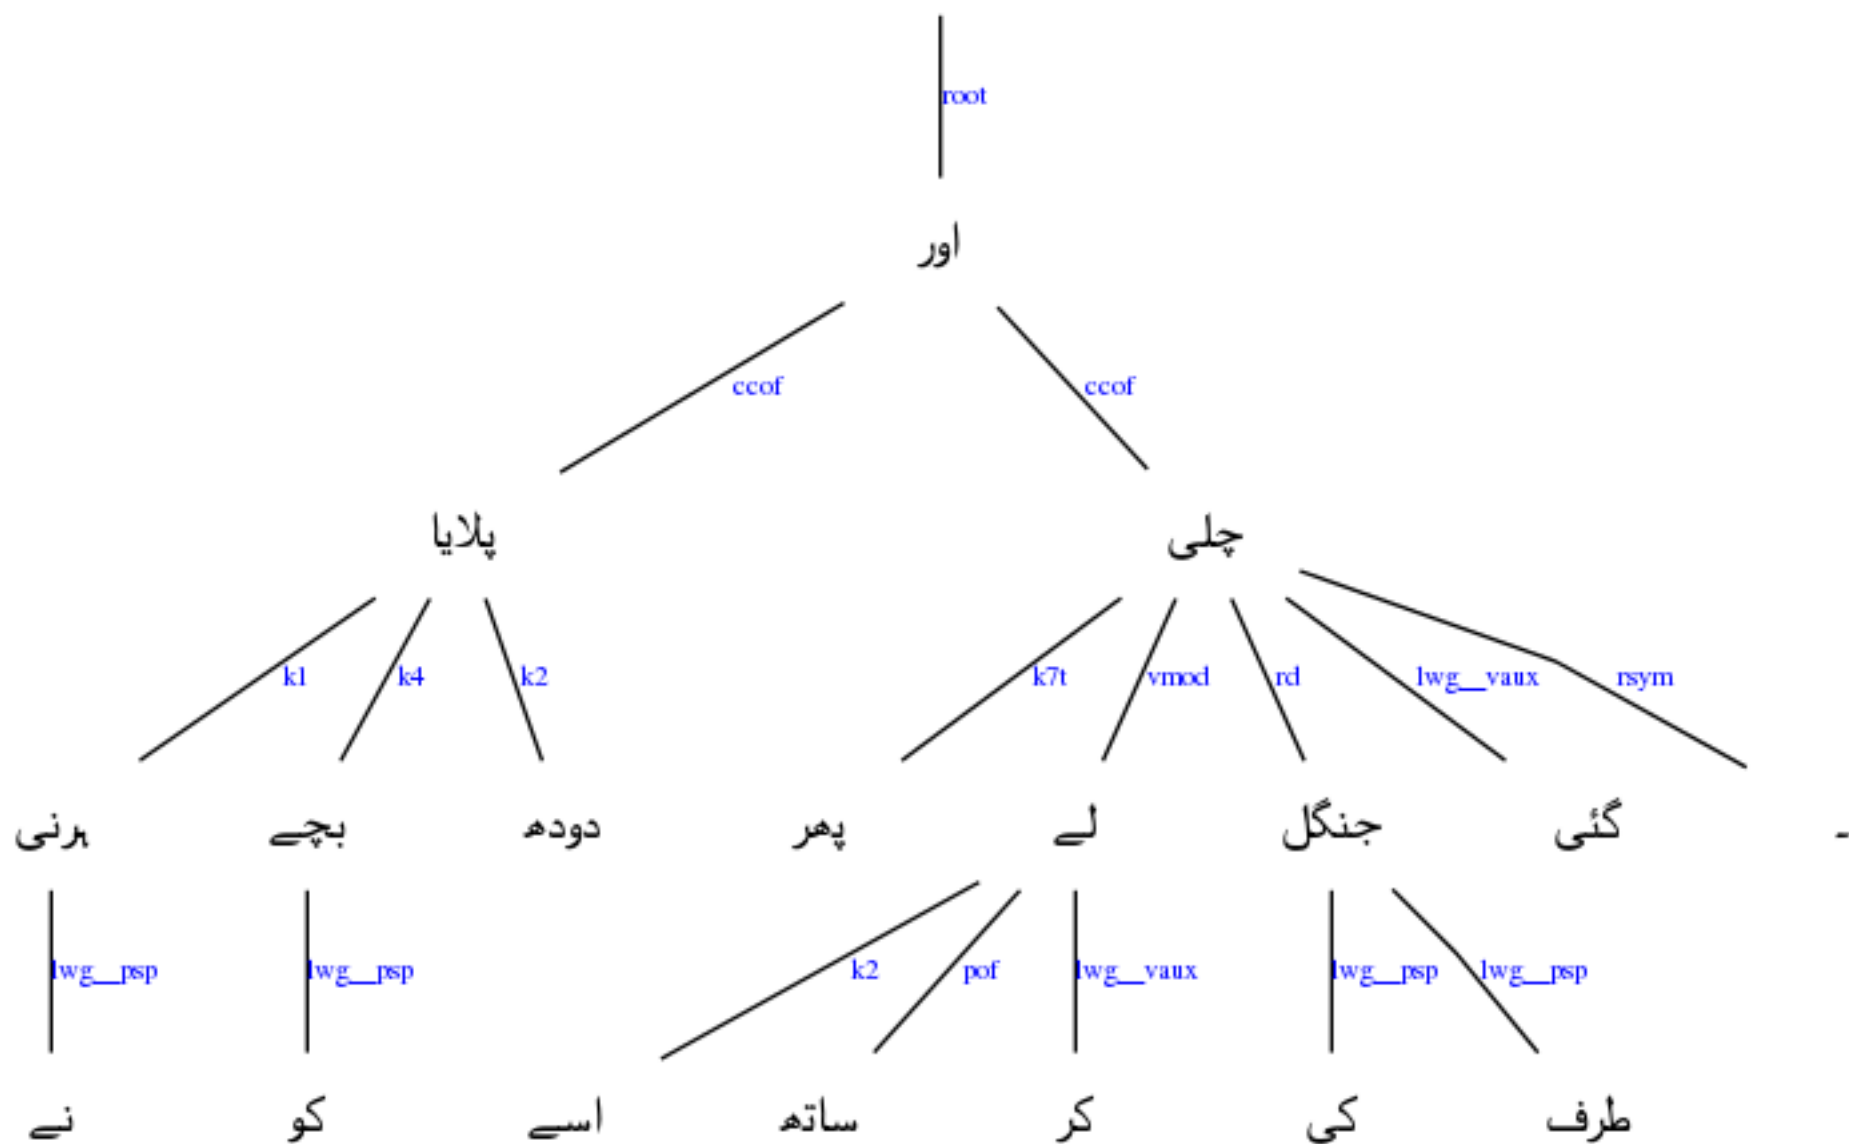 root
اور
ccof ccof
پلایا چلی
k1 k4 k2 k7t vmod rd lwg__vaux rsym
ہرنی بچے دودھ پھر لے جنگل گئی ۔
lwg__psp lwg__psp k2 pof lwg__vaux lwg__psp lwg__psp
نے کو اسے ساتھ کر کی طرف